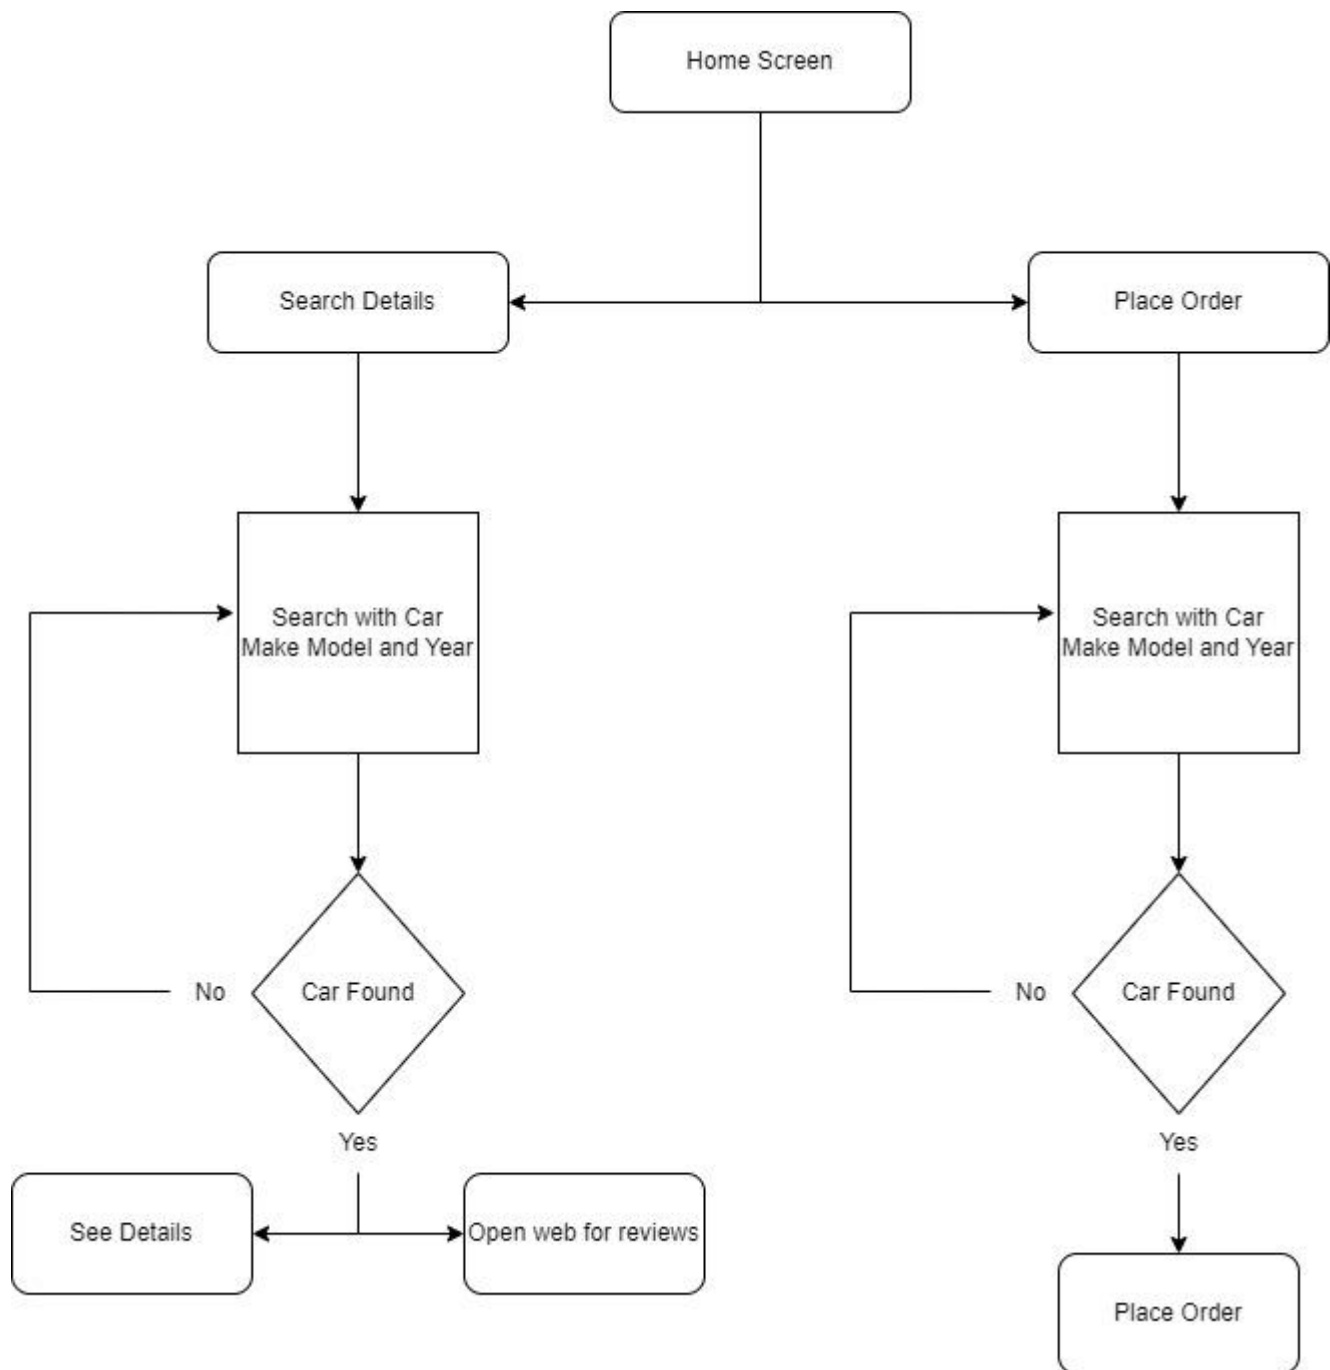 Home Screen
Search Details
Place Order
Search with Car
Make Model and Year
Search with Car
Make Model and Year
No
Car Found
No
Car Found
Yes
Yes
See Details
Open web for reviews
Place Order